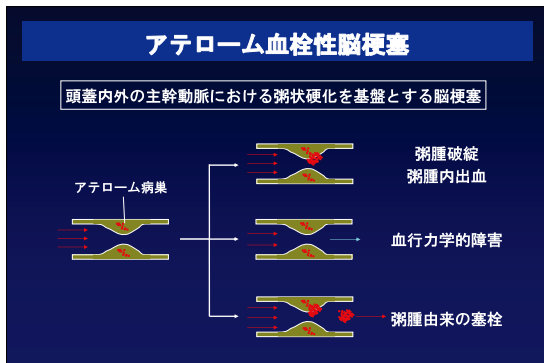 アテローム血栓性脳梗塞
頭蓋内外の主幹動脈における粥状硬化を基盤とする脳梗塞
アテローム病巣
粥腫破綻
粥腫内出血
血行力学的障害
粥腫由来の塞栓